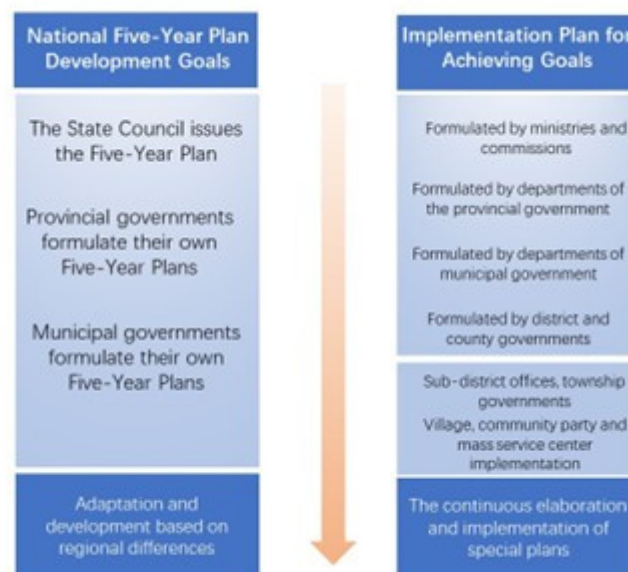 National Five-Year Plan
Development Goals
The State Council issues
the Five-Year Plan
Provincial governments
formulate their own
Five-Year Plans
Municipal governments
formulate their own
Five-Year Plans
Adaptation and
development based on
regional differences
Implementation Plan for
Achieving Goals
Formulated by ministries and
commissions
Formulated by departments of
the provincial government
Formulated by departments of
municipal government
Formulated by district and
county governments
Sub-district offices, township
governments
Village, community party and
mass service center
implementation
The continuous elaboration
and implementation of
special plans